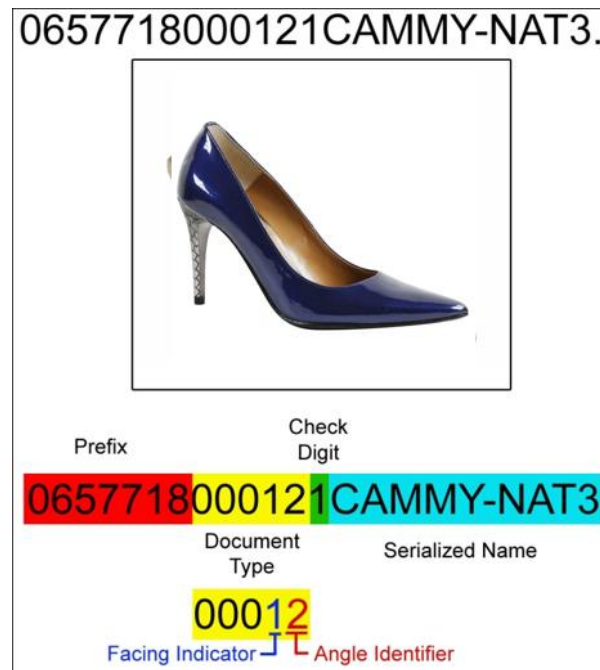 0657718000121CAMMY-NAT3.
Check
Prefix
Digit
0657718000121CAMMY-NAT3
Document
Serialized Name
Type
00012
Facing Indicator
Angle Identifier